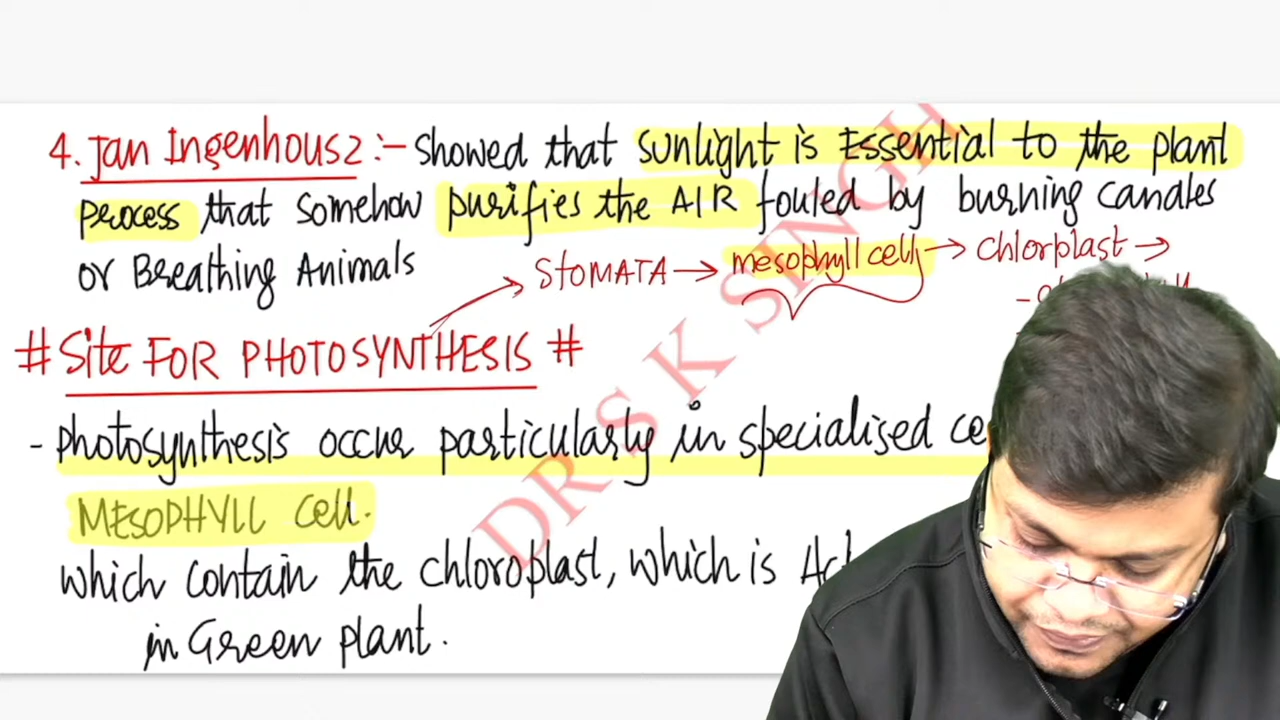 4. Jan Ingenhousz :- showed that sunlight is Essential to the plant
process that somehow purifies the AIR fouled by burning candles
or Breathing Animals
STOMATA → mesophyll cell → chlorplast →
# Site FOR PHOTOSYNTHESIS #
- photosynthesis occur particularly in specialised
MESOPHYLL cell.
which contain the chloroplast, which is
in Green plant.
DR S K SINGH